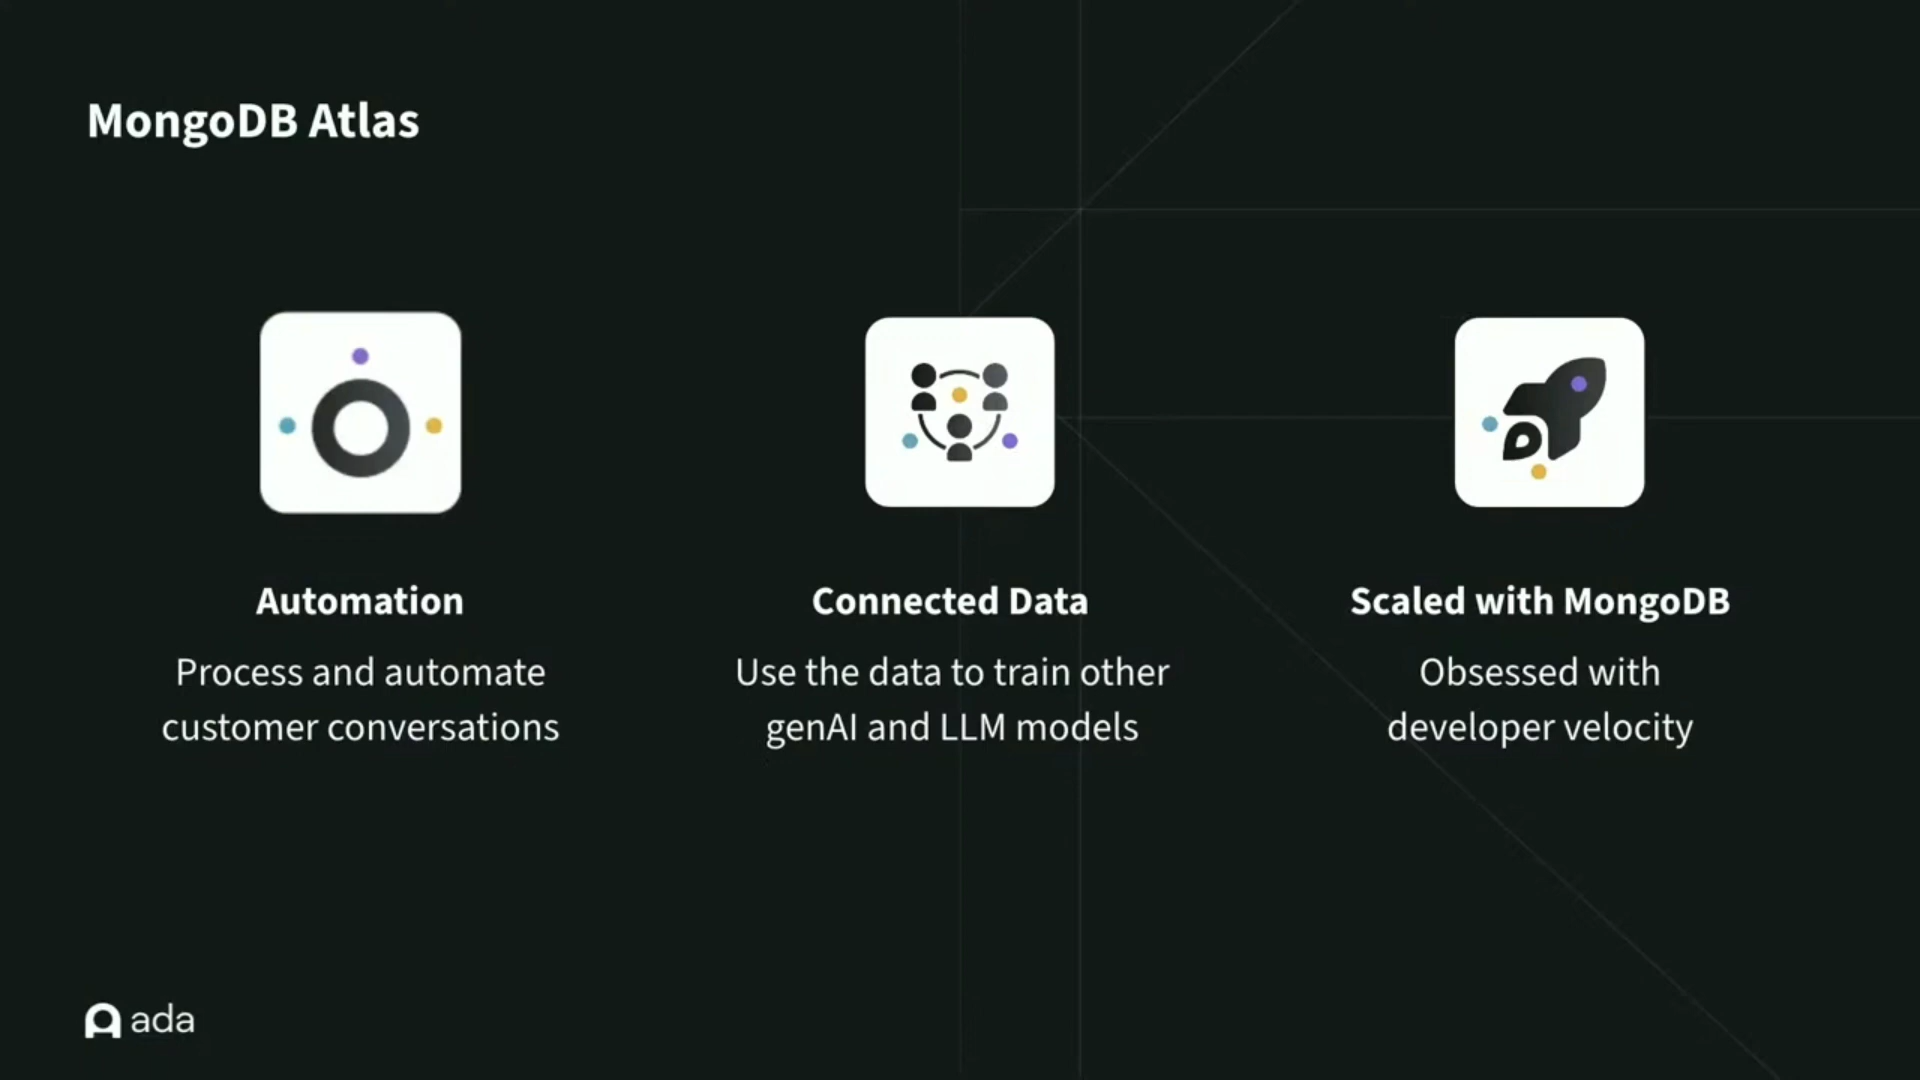 MongoDB Atlas
Automation
Process and automate
customer conversations
Connected Data
Use the data to train other
genAI and LLM models
Scaled with MongoDB
Obsessed with
developer velocity
ada